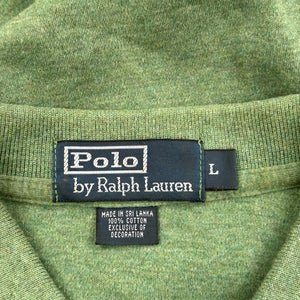 Polo
by Ralph Lauren
L
MADE IN SRI LANKA
100% COTTON
EXCLUSIVE OF
DECORATION